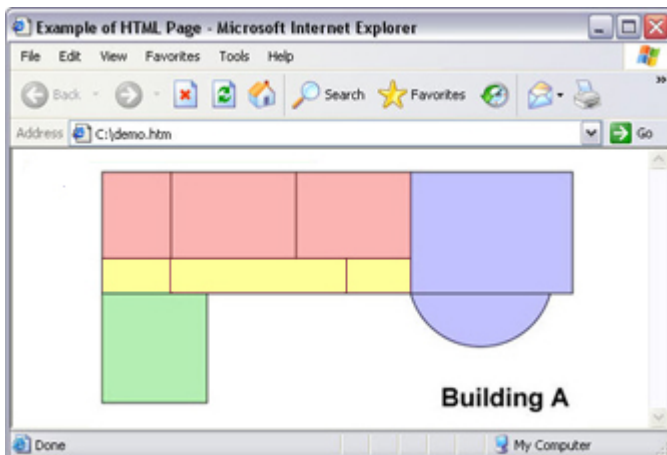 Example of HTML Page - Microsoft Internet Explorer
File Edit View Favorites Tools Help
Back Search Favorites
Address C:\demo.htm Go
Building A
Done My Computer